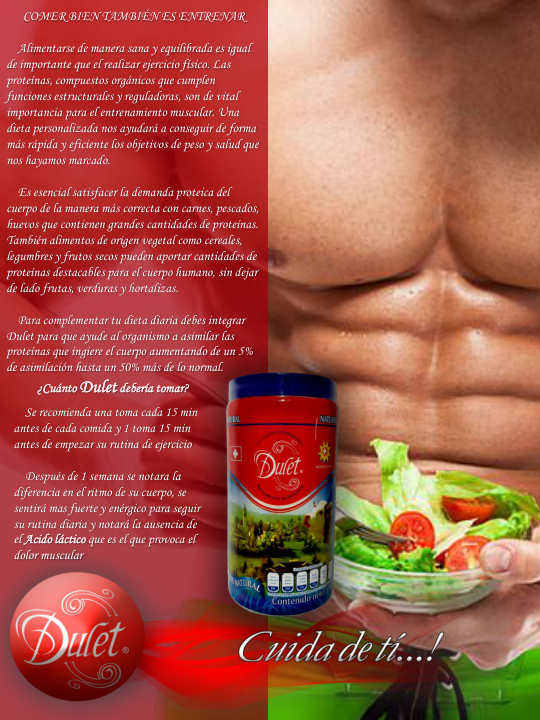 COMER BIEN TAMBIÉN ES ENTRENAR
Alimentarse de manera sana y equilibrada es igual
de importante que el realizar ejercicio físico. Las
proteínas, compuestos orgánicos que cumplen
funciones estructurales y reguladoras, son de vital
importancia para el entrenamiento muscular. Una
dieta personalizada nos ayudará a conseguir de forma
más rápida y eficiente los objetivos de peso y salud que
nos hayamos marcado.
Es esencial satisfacer la demanda proteica del
cuerpo de la manera más correcta con carnes, pescados,
huevos que contienen grandes cantidades de proteínas.
También alimentos de origen vegetal como cereales,
legumbres y frutos secos pueden aportar cantidades de
proteínas destacables para el cuerpo humano, sin dejar
de lado frutas, verduras y hortalizas.
Para complementar tu dieta diaria debes integrar
Dulet para que ayude al organismo a asimilar las
proteínas que ingiere el cuerpo aumentando de un 5%
de asimilación hasta un 50% más de lo normal.
¿Cuánto Dulet debería tomar?
Se recomienda una toma cada 15 min
antes de cada comida y 1 toma 15 min
antes de empezar su rutina de ejercicio
Después de 1 semana se notara la
diferencia en el ritmo de su cuerpo, se
sentirá mas fuerte y enérgico para seguir
su rutina diaria y notará la ausencia de
el Acido láctico que es el que provoca el
dolor muscular
Dulet.
NATURAL
Contenido
Dulet®
Cuida de tí...!